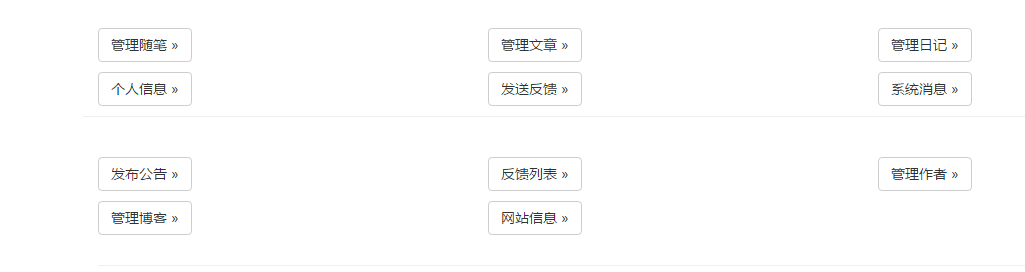 管理随笔 » 管理文章 » 管理日记 »
个人信息 » 发送反馈 » 系统消息 »
发布公告 » 反馈列表 » 管理作者 »
管理博客 » 网站信息 »